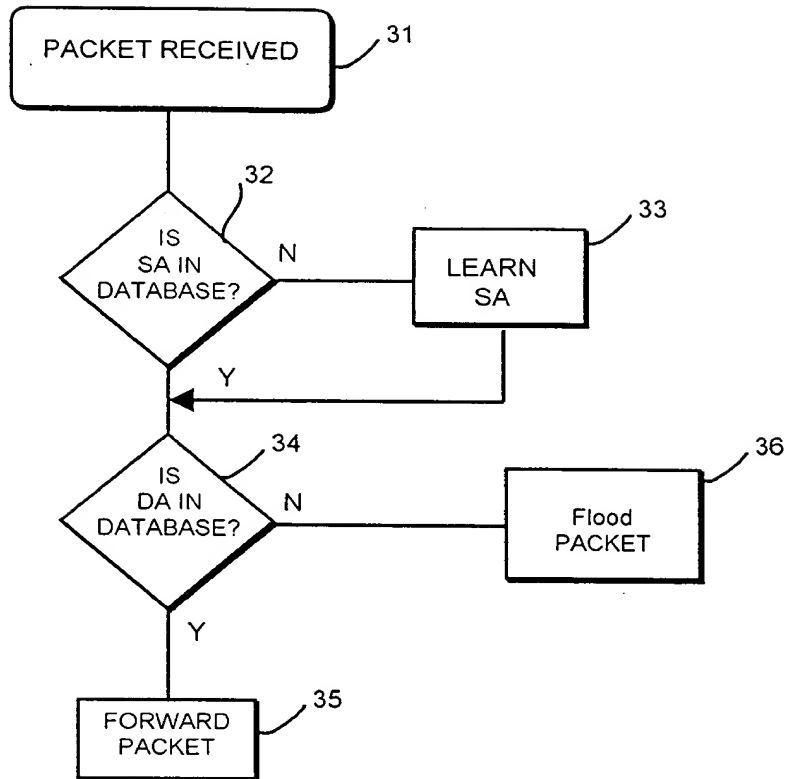 PACKET RECEIVED
31
32
IS
SA IN
DATABASE?
N
33
LEARN
SA
Y
34
IS
DA IN
DATABASE?
N
36
Flood
PACKET
Y
35
FORWARD
PACKET